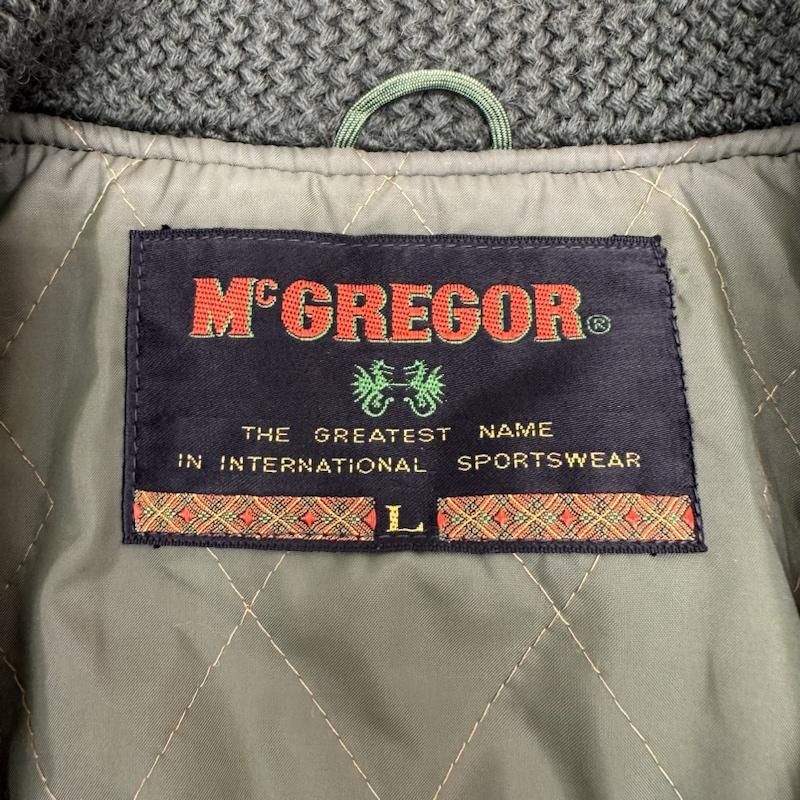 McGREGOR®
THE GREATEST NAME
IN INTERNATIONAL SPORTSWEAR
L